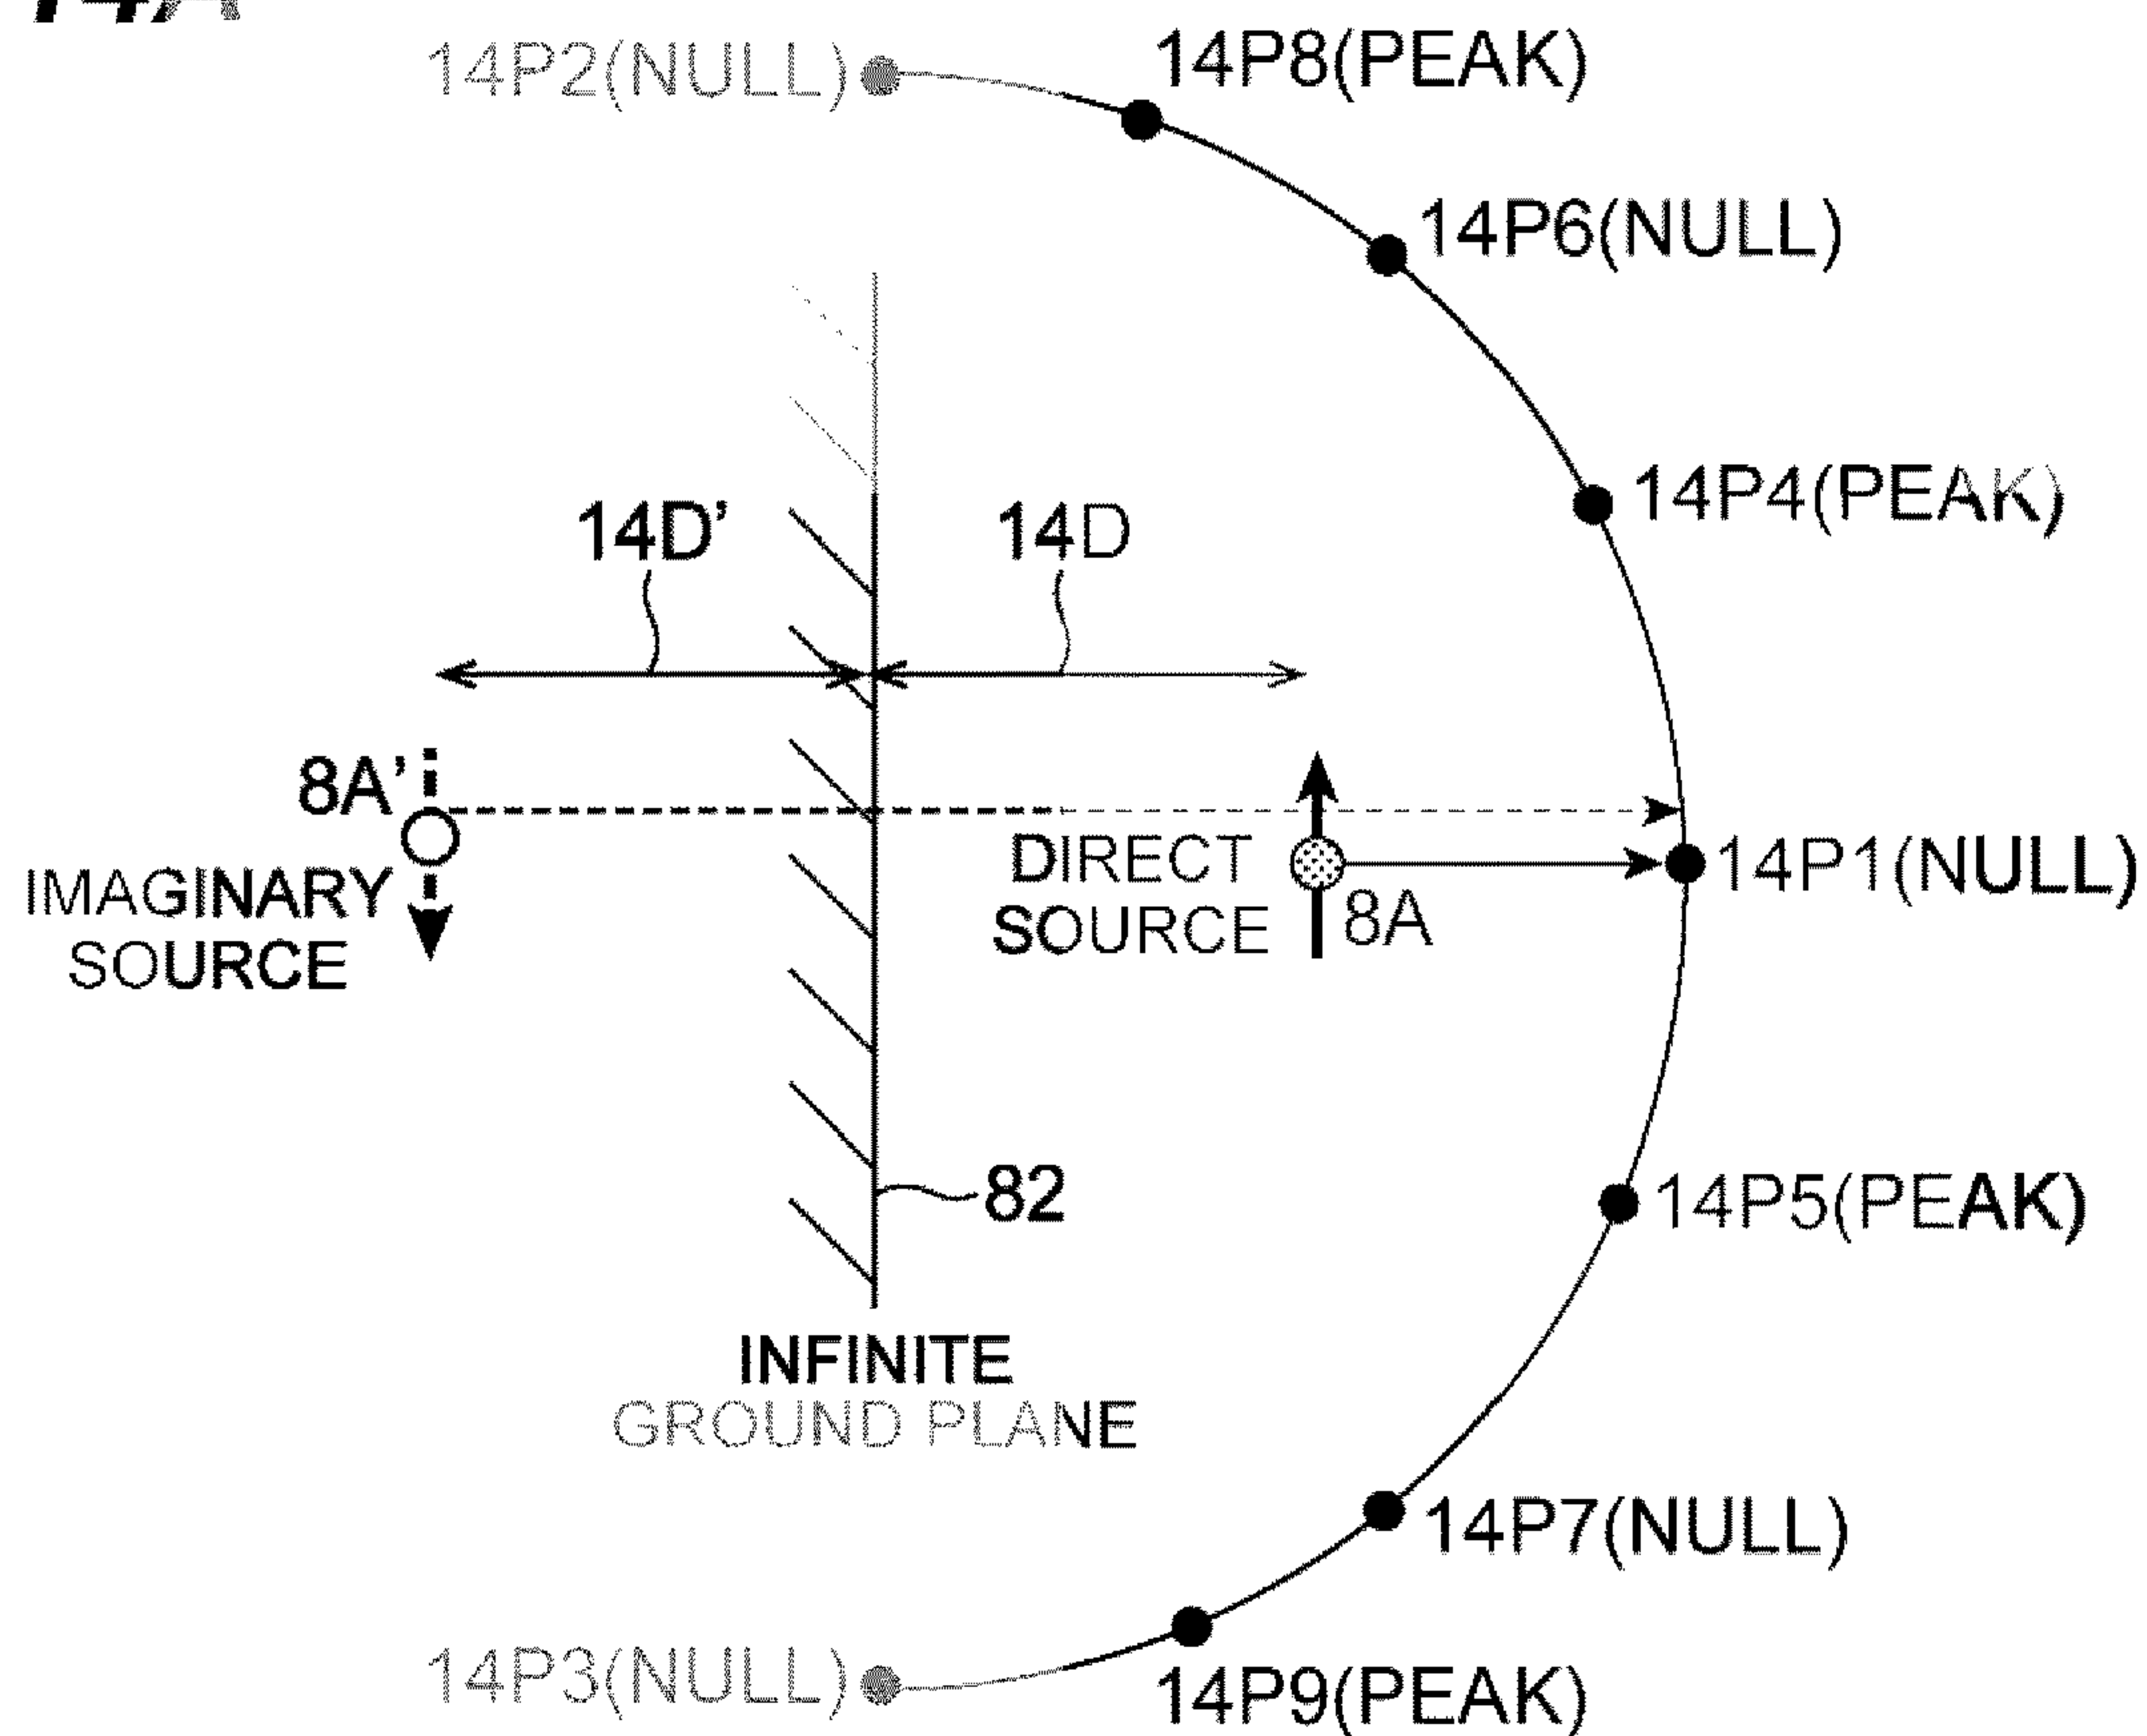 14A
14P2(NULL)
14P8(PEAK)
14P6(NULL)
14P4(PEAK)
14D’
14D
8A’
IMAGINARY
SOURCE
DIRECT
SOURCE
8A
14P1(NULL)
14P5(PEAK)
82
INFINITE
GROUND PLANE
14P7(NULL)
14P3(NULL)
14P9(PEAK)